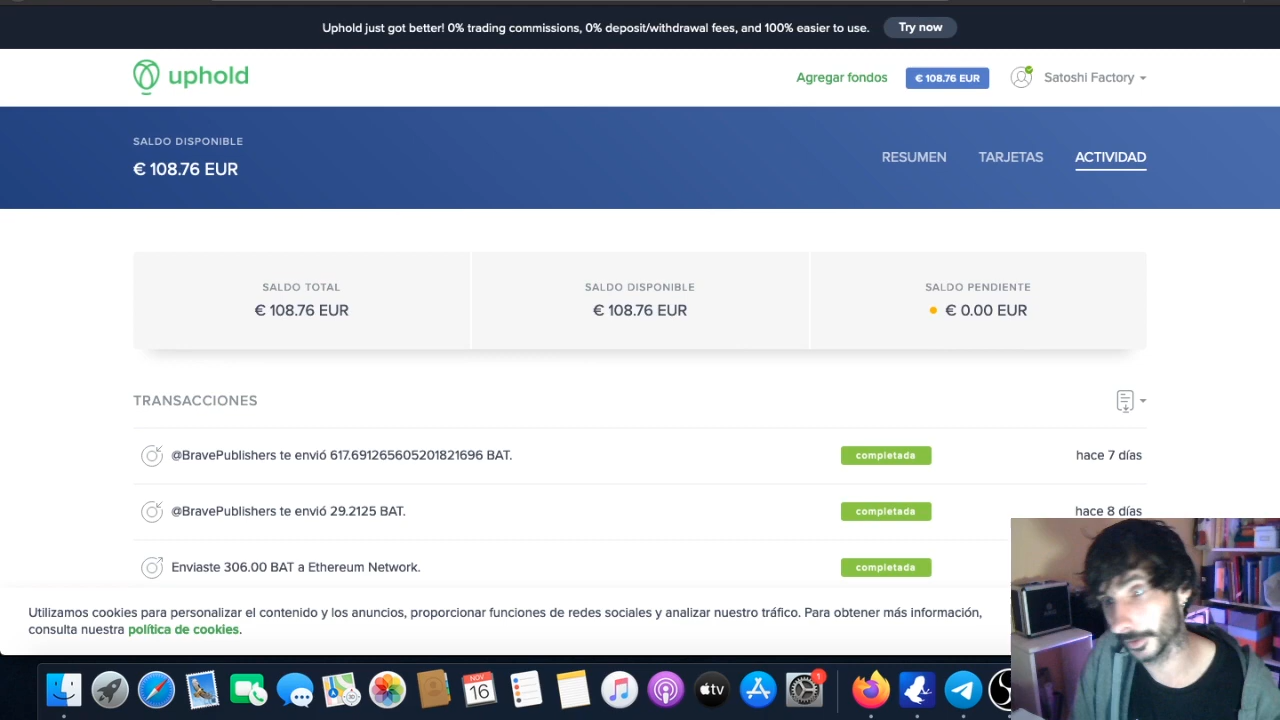 Uphold just got better! 0% trading commissions, 0% deposit/withdrawal fees, and 100% easier to use. Try now
uphold
Agregar fondos € 108.76 EUR Satoshi Factory
SALDO DISPONIBLE
€ 108.76 EUR
RESUMEN TARJETAS ACTIVIDAD
SALDO TOTAL SALDO DISPONIBLE SALDO PENDIENTE
€ 108.76 EUR € 108.76 EUR € 0.00 EUR
TRANSACCIONES
@BravePublishers te envió 617.691265605201821696 BAT. completada hace 7 días
@BravePublishers te envió 29.2125 BAT. completada hace 8 días
Enviaste 306.00 BAT a Ethereum Network. completada
Utilizamos cookies para personalizar el contenido y los anuncios, proporcionar funciones de redes sociales y analizar nuestro tráfico. Para obtener más información,
consulta nuestra política de cookies.
NOV
16
tv
1